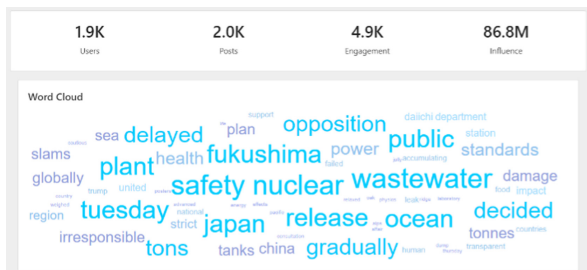 1.9K 2.0K 4.9K 86.8M
Users Posts Engagement Influence
Word Cloud
support daiichi department
sea delayed plan opposition public station
slams health fukushima power standards
failed accumulating
globally plant safety nuclear wastewater damage
trump united food impact
country
region tuesday national energy effects japan release ocean decided
strict countries
irresponsible tons tanks china gradually human tonnes transparent